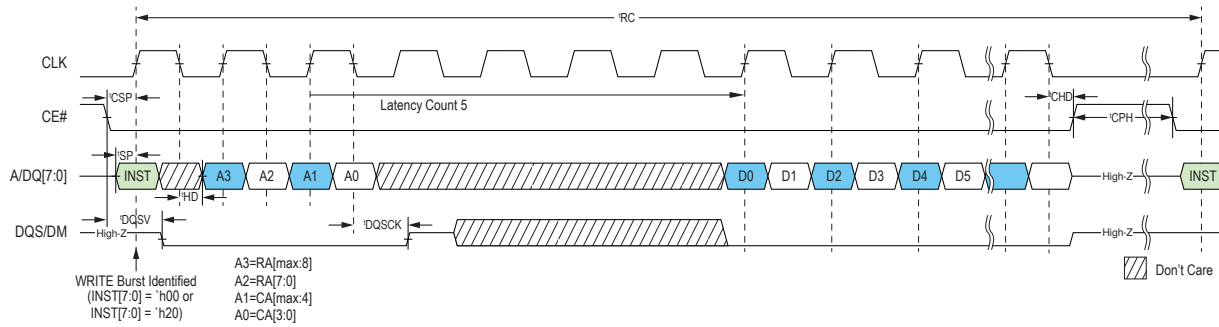 tRC
CLK
tCSP
Latency Count 5
tCHD
CE#
tCPH
tSP
A/DQ[7:0]
INST
A3
A2
A1
A0
D0
D1
D2
D3
D4
D5
High-Z
INST
tHD
tDQSV
tDQSCK
DQS/DM
High-Z
High-Z
WRITE Burst Identified
(INST[7:0] = `h00 or
INST[7:0] = `h20)
A3=RA[max:8]
A2=RA[7:0]
A1=CA[max:4]
A0=CA[3:0]
Don't Care